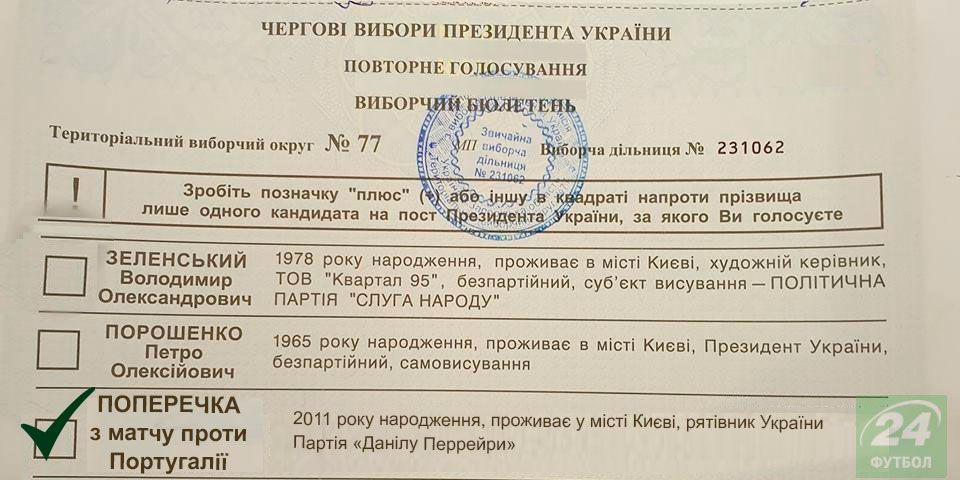 ЧЕРГОВІ ВИБОРИ ПРЕЗИДЕНТА УКРАЇНИ
ПОВТОРНЕ ГОЛОСУВАННЯ
ВИБОРЧИЙ БЮЛЕТЕНЬ
Територіальний виборчий округ № 77 МП Виборча дільниця № 231062
Звичайна
виборча
дільниця
№ 231062
! Зробіть позначку "плюс" ( ) або іншу в квадраті напроти прізвища
лише одного кандидата на пост Президента України, за якого Ви голосуєте
ЗЕЛЕНСЬКИЙ
Володимир
Олександрович
1978 року народження, проживає в місті Києві, художній керівник,
ТОВ "Квартал 95", безпартійний, суб'єкт висування — ПОЛІТИЧНА
ПАРТІЯ "СЛУГА НАРОДУ"
ПОРОШЕНКО
Петро
Олексійович
1965 року народження, проживає в місті Києві, Президент України,
безпартійний, самовисування
ПОПЕРЕЧКА
з матчу проти
Португалії
2011 року народження, проживає у місті Києві, рятівник України
Партія «Данілу Перрейри»
24
ФУТБОЛ